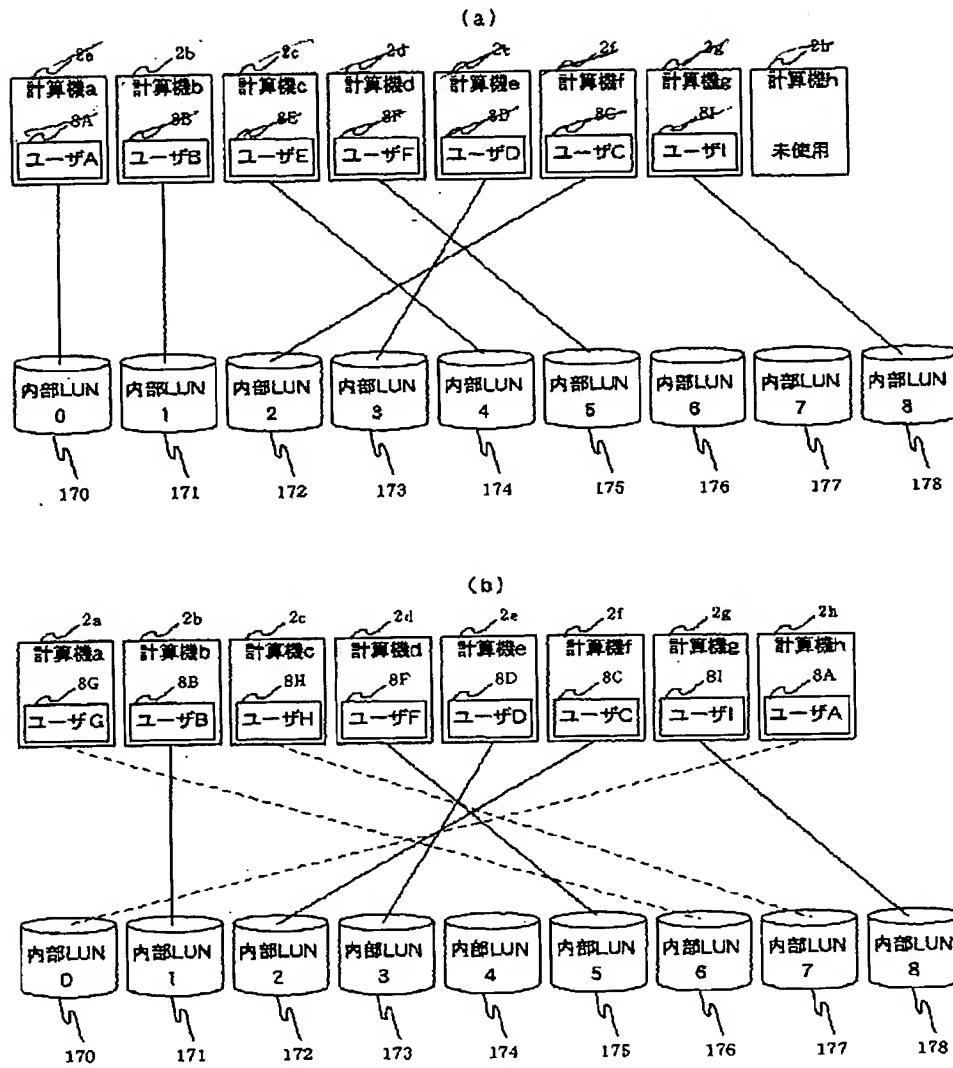 (a)
2a 2b 2c 2d 2e 2f 2g 2h
計算機a 計算機b 計算機c 計算機d 計算機e 計算機f 計算機g 計算機h
8A 8B 8E 8F 8D 8C 8I
ユーザA ユーザB ユーザE ユーザF ユーザD ユーザC ユーザI 未使用
内部LUN 内部LUN 内部LUN 内部LUN 内部LUN 内部LUN 内部LUN 内部LUN 内部LUN
0 1 2 3 4 5 6 7 8
170 171 172 173 174 175 176 177 178
(b)
2a 2b 2c 2d 2e 2f 2g 2h
計算機a 計算機b 計算機c 計算機d 計算機e 計算機f 計算機g 計算機h
8G 8B 8H 8F 8D 8C 8I 8A
ユーザG ユーザB ユーザH ユーザF ユーザD ユーザC ユーザI ユーザA
内部LUN 内部LUN 内部LUN 内部LUN 内部LUN 内部LUN 内部LUN 内部LUN 内部LUN
0 1 2 3 4 5 6 7 8
170 171 172 173 174 175 176 177 178